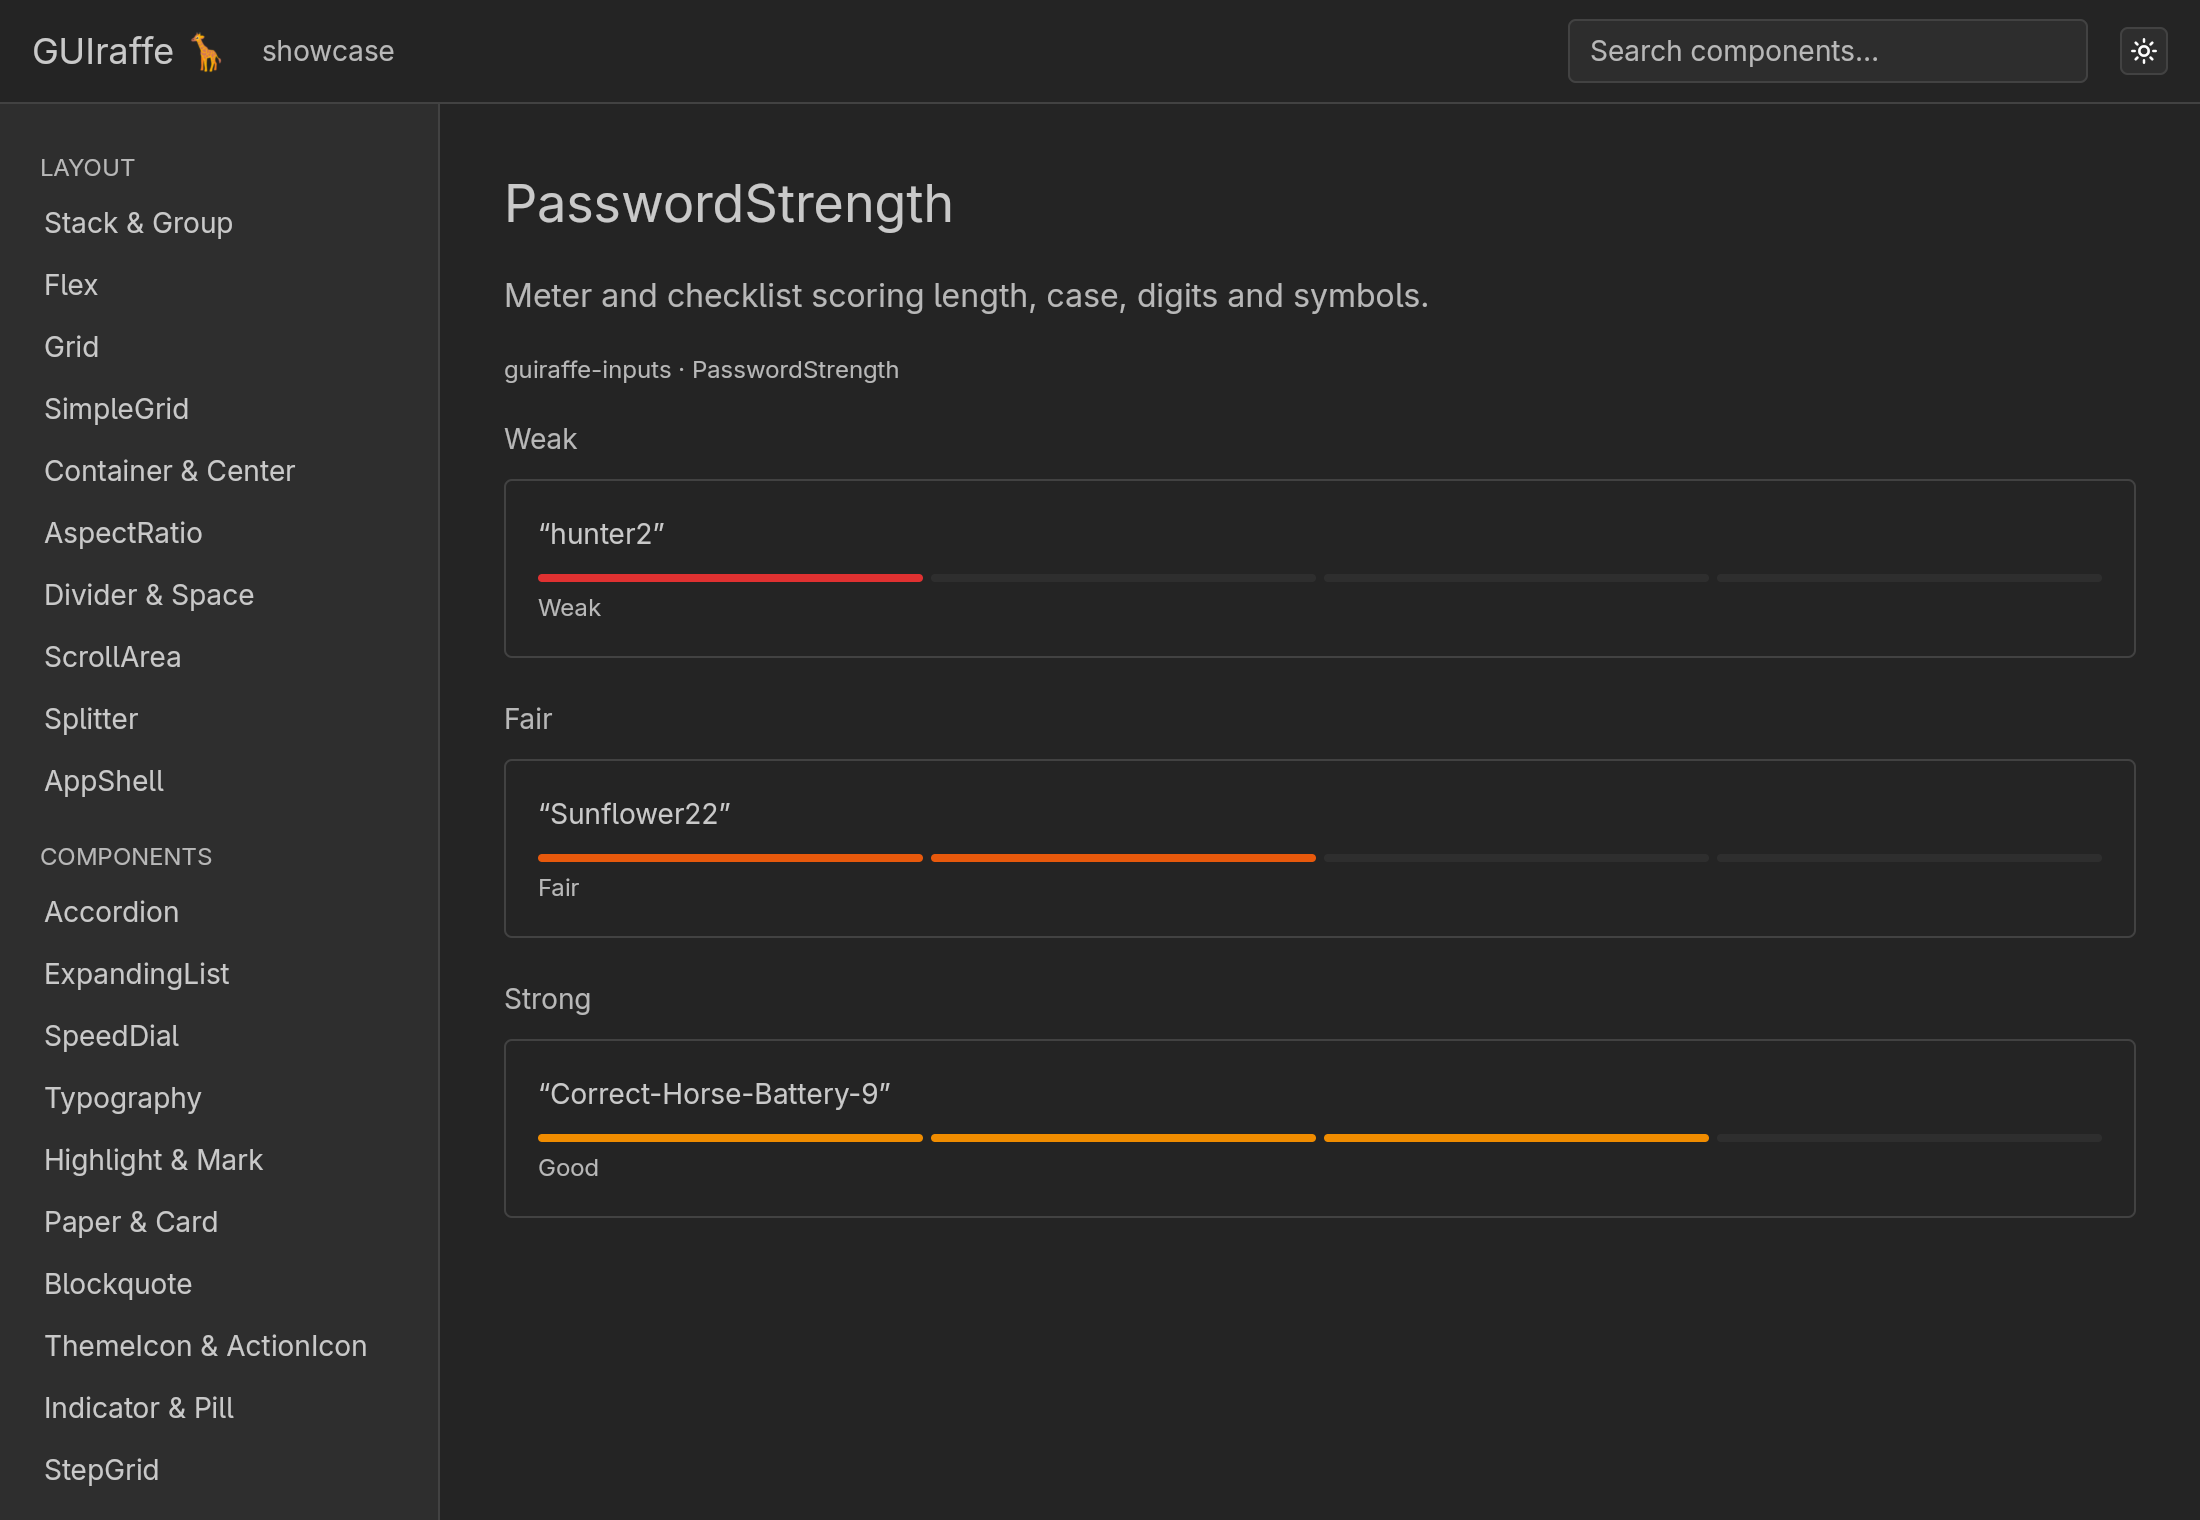 GUIraffe 🦒 showcase
Search components...
LAYOUT
Stack & Group
Flex
Grid
SimpleGrid
Container & Center
AspectRatio
Divider & Space
ScrollArea
Splitter
AppShell
COMPONENTS
Accordion
ExpandingList
SpeedDial
Typography
Highlight & Mark
Paper & Card
Blockquote
ThemeIcon & ActionIcon
Indicator & Pill
StepGrid
PasswordStrength
Meter and checklist scoring length, case, digits and symbols.
guiraffe-inputs · PasswordStrength
Weak
“hunter2”
Weak
Fair
“Sunflower22”
Fair
Strong
“Correct-Horse-Battery-9”
Good